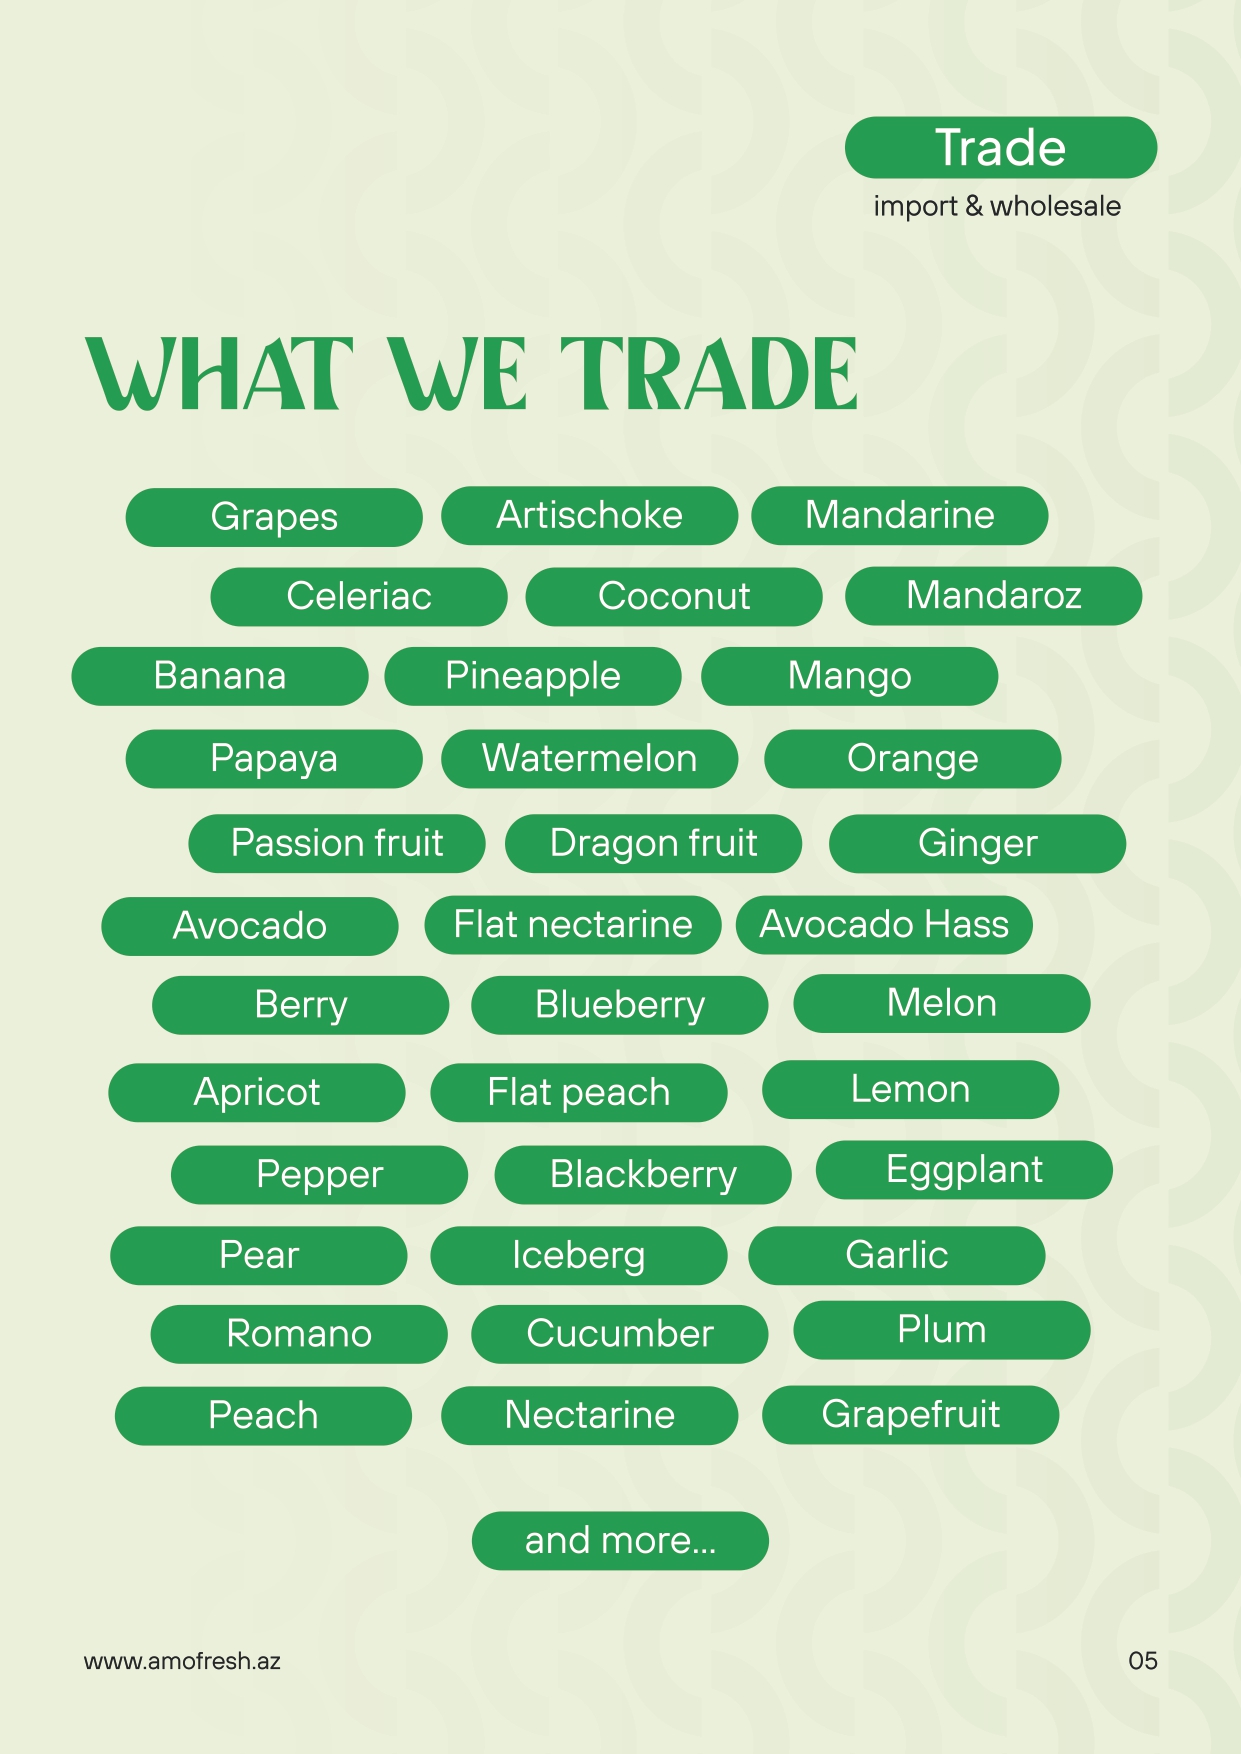 Trade
import & wholesale
WHAT WE TRADE
Grapes Artischoke Mandarine
Celeriac Coconut Mandaroz
Banana Pineapple Mango
Papaya Watermelon Orange
Passion fruit Dragon fruit Ginger
Avocado Flat nectarine Avocado Hass
Berry Blueberry Melon
Apricot Flat peach Lemon
Pepper Blackberry Eggplant
Pear Iceberg Garlic
Romano Cucumber Plum
Peach Nectarine Grapefruit
and more...
www.amofresh.az 05